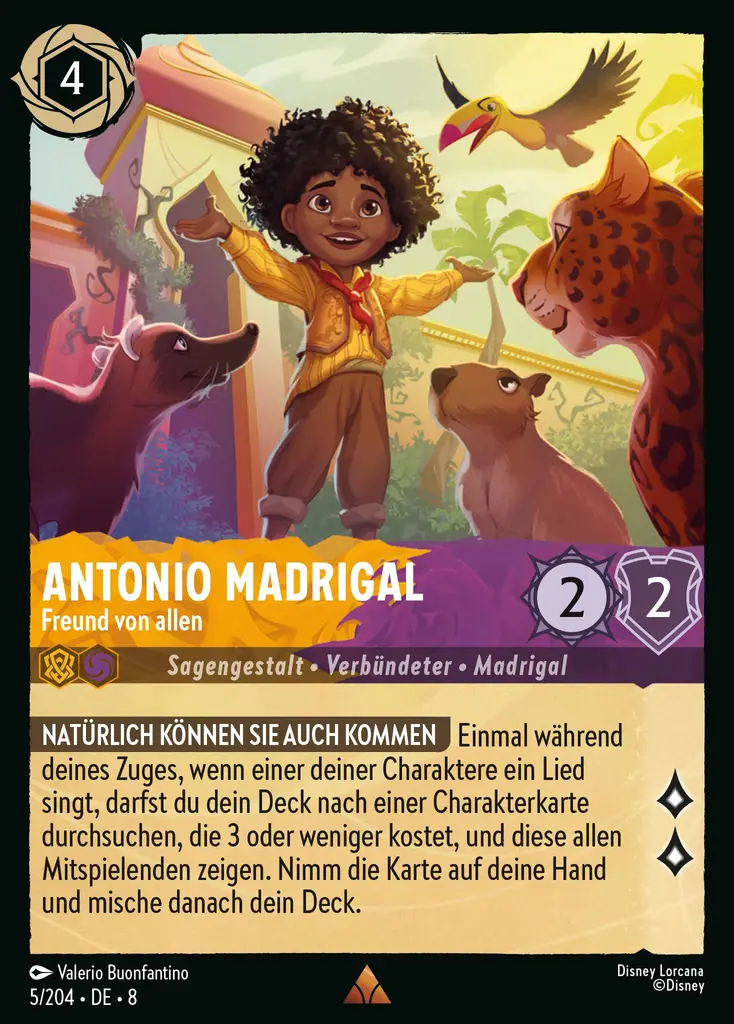 4
ANTONIO MADRIGAL
Freund von allen
2
2
Sagengestalt • Verbündeter • Madrigal
NATÜRLICH KÖNNEN SIE AUCH KOMMEN Einmal während
deines Zuges, wenn einer deiner Charaktere ein Lied
singt, darfst du dein Deck nach einer Charakterkarte
durchsuchen, die 3 oder weniger kostet, und diese allen
Mitspielenden zeigen. Nimm die Karte auf deine Hand
und mische danach dein Deck.
Valerio Buonfantino
5/204 • DE • 8
Disney Lorcana
©Disney